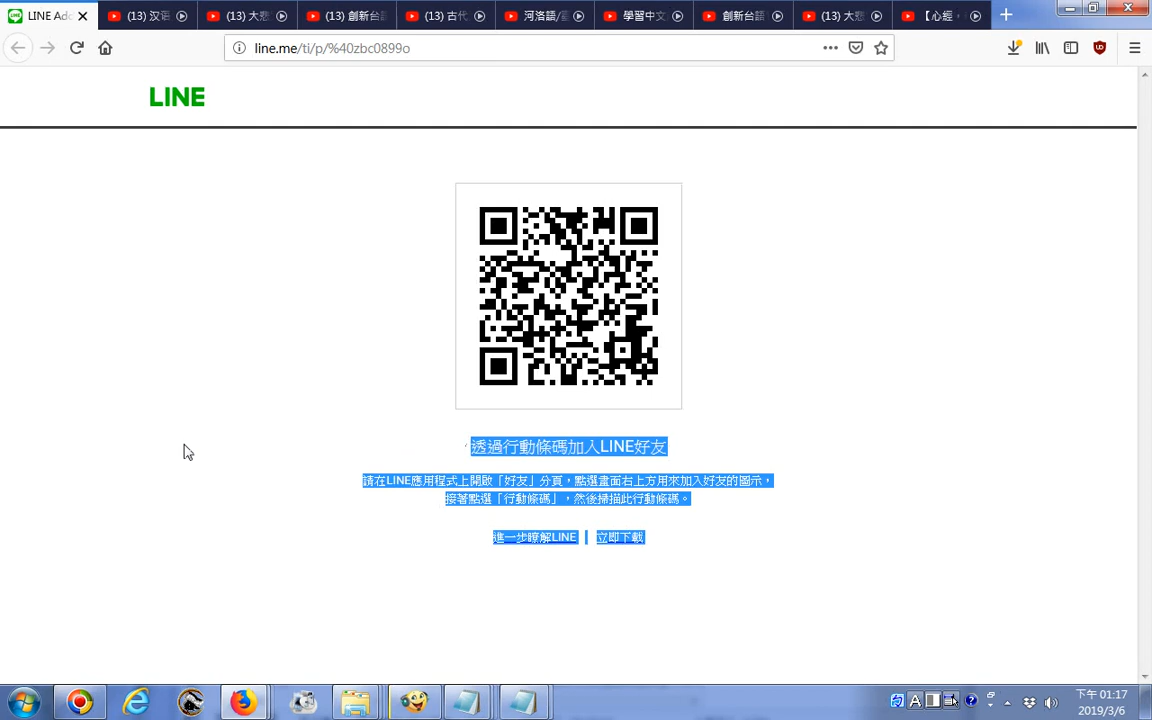 LINE Ad
(13) 汉语
(13) 大悲
(13) 創新台語
(13) 古代
河洛語/
學習中文
創新台語
(13) 大悲
【心經，
line.me/ti/p/%40zbc0899o
LINE
透過行動條碼加入LINE好友
請在LINE應用程式上開啟「好友」分頁，點選畫面右上方用來加入好友的圖示，
接著點選「行動條碼」，然後掃描此行動條碼。
進一步瞭解LINE | 立即下載
下午 01:17
2019/3/6